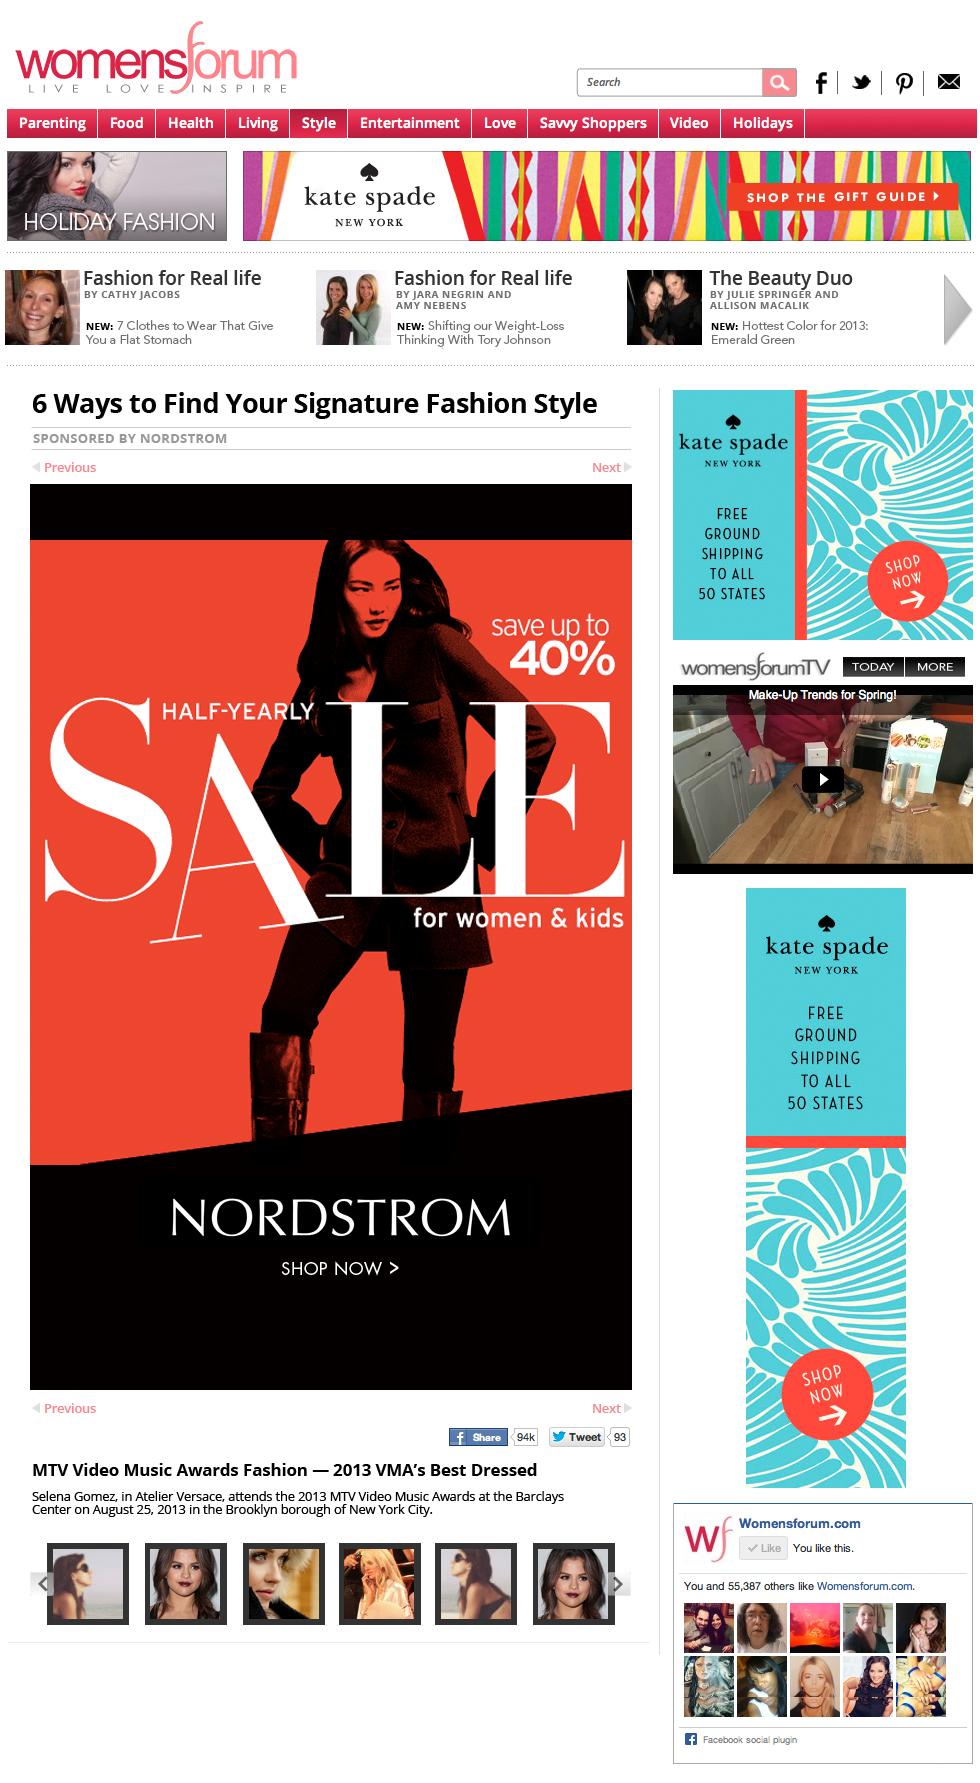 womensforum
LIVE LOVE INSPIRE
Search
Parenting Food Health Living Style Entertainment Love Savvy Shoppers Video Holidays
HOLIDAY FASHION
kate spade
NEW YORK
SHOP THE GIFT GUIDE
Fashion for Real life
BY CATHY JACOBS
NEW: 7 Clothes to Wear That Give
You a Flat Stomach
Fashion for Real life
BY JARA NEGRIN AND
AMY NEBENS
NEW: Shifting our Weight-Loss
Thinking With Tory Johnson
The Beauty Duo
BY JULIE SPRINGER AND
ALLISON MACALIK
NEW: Hottest Color for 2013:
Emerald Green
6 Ways to Find Your Signature Fashion Style
SPONSORED BY NORDSTROM
Previous Next
save up to
40%
HALF-YEARLY
SALE
for women & kids
NORDSTROM
SHOP NOW >
Previous Next
Share 94k Tweet 93
MTV Video Music Awards Fashion — 2013 VMA's Best Dressed
Selena Gomez, in Atelier Versace, attends the 2013 MTV Video Music Awards at the Barclays
Center on August 25, 2013 in the Brooklyn borough of New York City.
kate spade
NEW YORK
FREE
GROUND
SHIPPING
TO ALL
50 STATES
SHOP
NOW
womensforumTV TODAY MORE
Make-Up Trends for Spring!
kate spade
NEW YORK
FREE
GROUND
SHIPPING
TO ALL
50 STATES
SHOP
NOW
wf
Womensforum.com
Like You like this.
You and 55,387 others like Womensforum.com.
Facebook social plugin